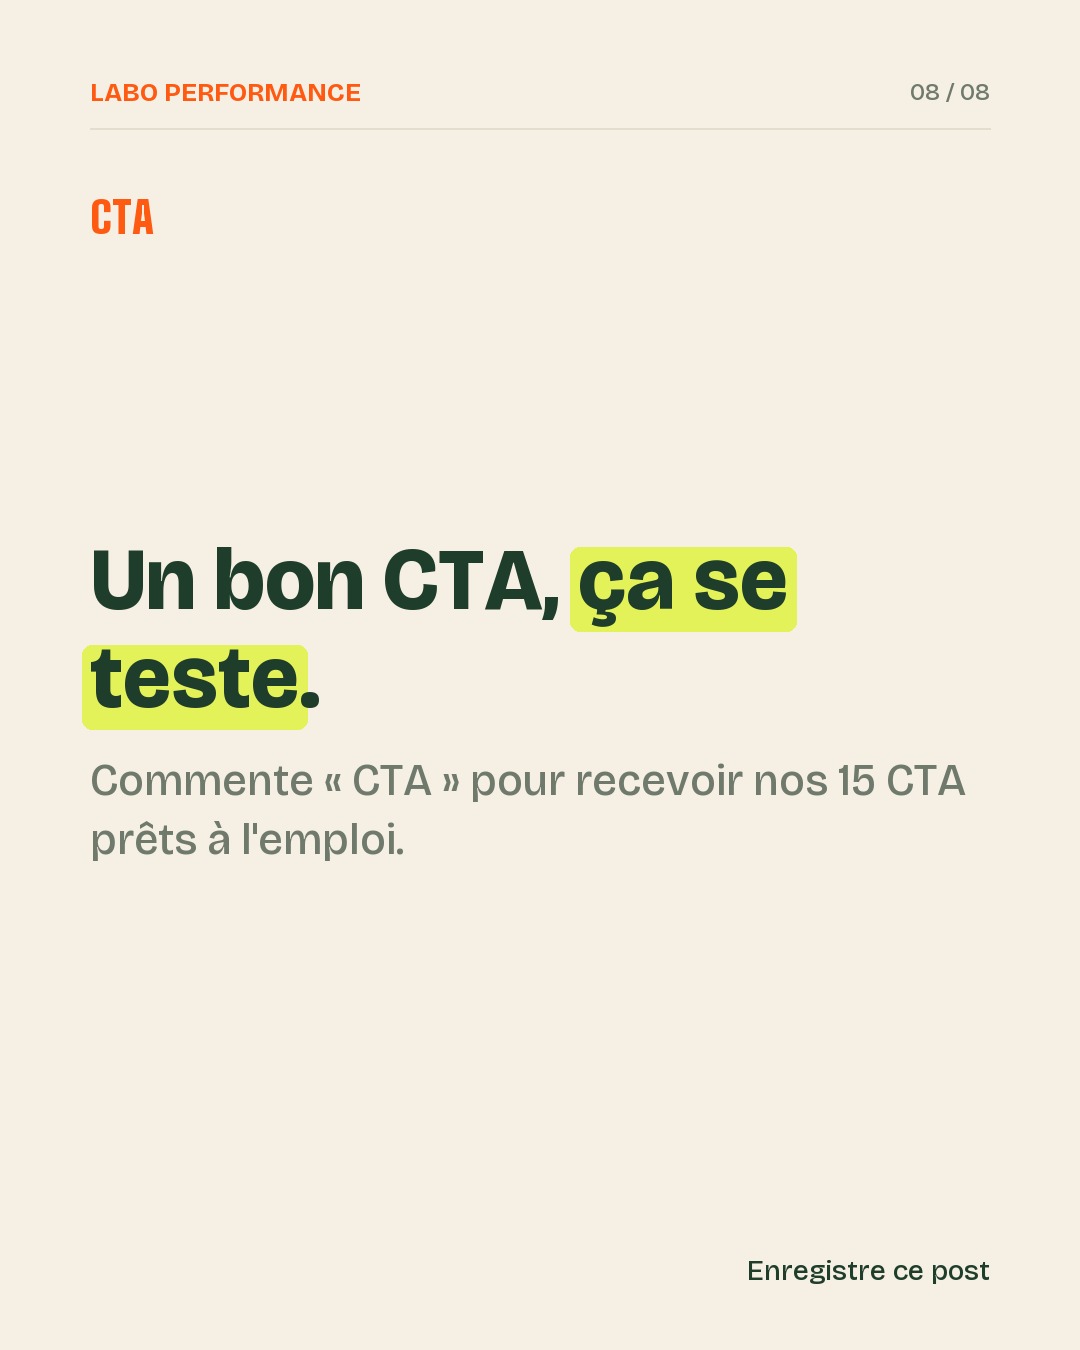 LABO PERFORMANCE
08 / 08
CTA
Un bon CTA, ça se
teste.
Commente « CTA » pour recevoir nos 15 CTA
prêts à l'emploi.
Enregistre ce post